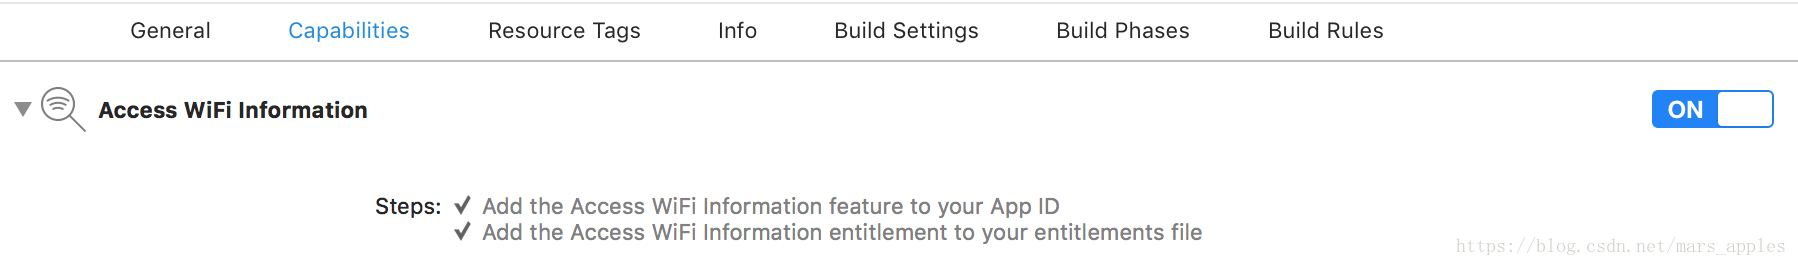 General Capabilities Resource Tags Info Build Settings Build Phases Build Rules
Access WiFi Information ON
Steps: ✓ Add the Access WiFi Information feature to your App ID
✓ Add the Access WiFi Information entitlement to your entitlements file
https://blog.csdn.net/mars_apples